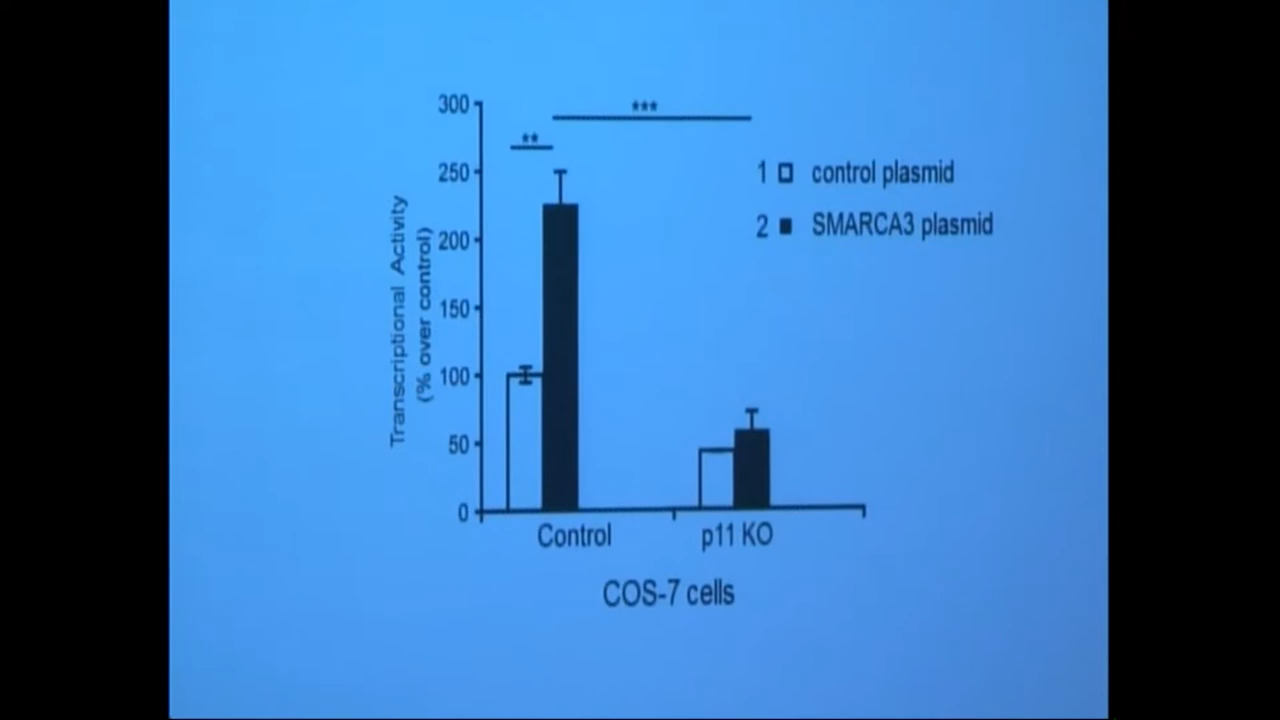 ***
**
300
250
200
150
100
50
0
Transcriptional Activity
(% over control)
1 control plasmid
2 SMARCA3 plasmid
Control
p11 KO
COS-7 cells